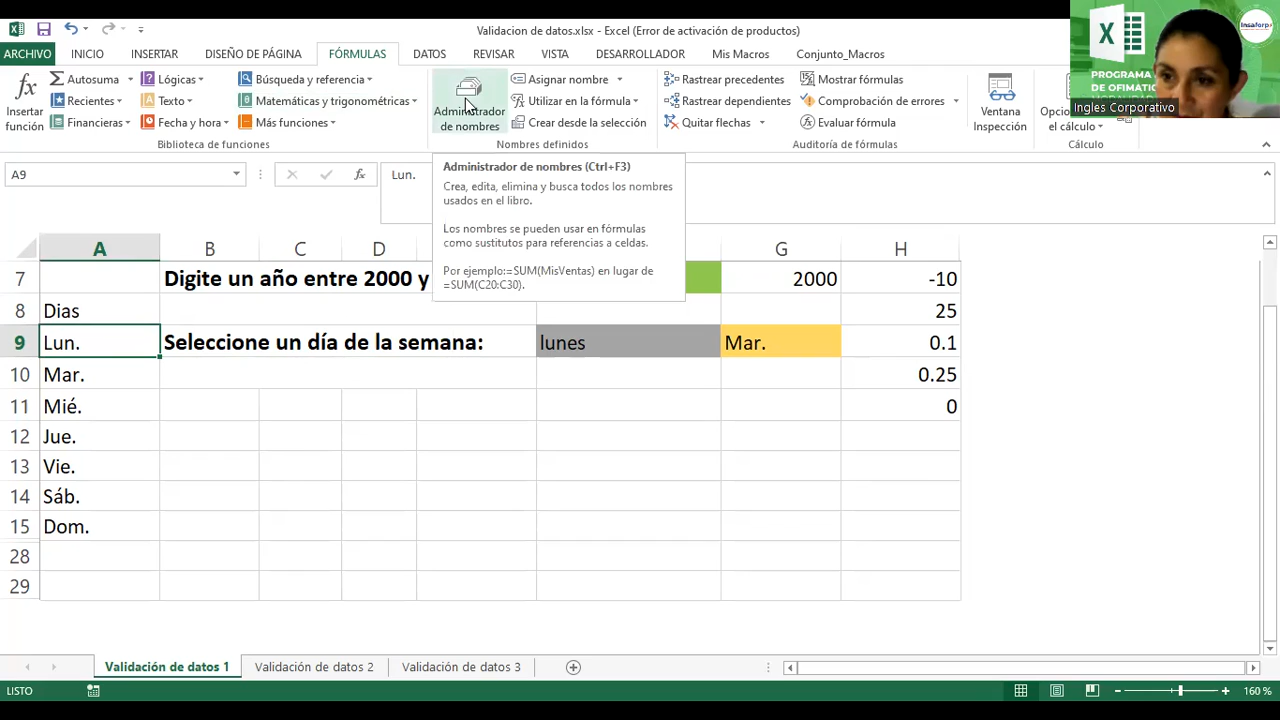 Validacion de datos.xlsx - Excel (Error de activación de productos)
ARCHIVO INICIO INSERTAR DISEÑO DE PÁGINA FÓRMULAS DATOS REVISAR VISTA DESARROLLADOR Mis Macros Conjunto_Macros
Insertar función
Autosuma
Recientes
Financieras
Lógicas
Texto
Fecha y hora
Búsqueda y referencia
Matemáticas y trigonométricas
Más funciones
Biblioteca de funciones
Administrador
de nombres
Asignar nombre
Utilizar en la fórmula
Crear desde la selección
Nombres definidos
Rastrear precedentes
Rastrear dependientes
Quitar flechas
Mostrar fórmulas
Comprobación de errores
Evaluar fórmula
Auditoría de fórmulas
Ventana
Inspección
el cálculo
Cálculo
PROGRAMA
DE OFIMATIC
Ingles Corporativo
Insaforp
A9
fx
Lun.
Administrador de nombres (Ctrl+F3)
Crea, edita, elimina y busca todos los nombres
usados en el libro.
Los nombres se pueden usar en fórmulas
como sustitutos para referencias a celdas.
Por ejemplo:=SUM(MisVentas) en lugar de
=SUM(C20:C30).
A B C D G H
7 Digite un año entre 2000 y 2000 -10
8 Dias 25
9 Lun. Seleccione un día de la semana: lunes Mar. 0.1
10 Mar. 0.25
11 Mié. 0
12 Jue.
13 Vie.
14 Sáb.
15 Dom.
28
29
Validación de datos 1 Validación de datos 2 Validación de datos 3
LISTO 160 %